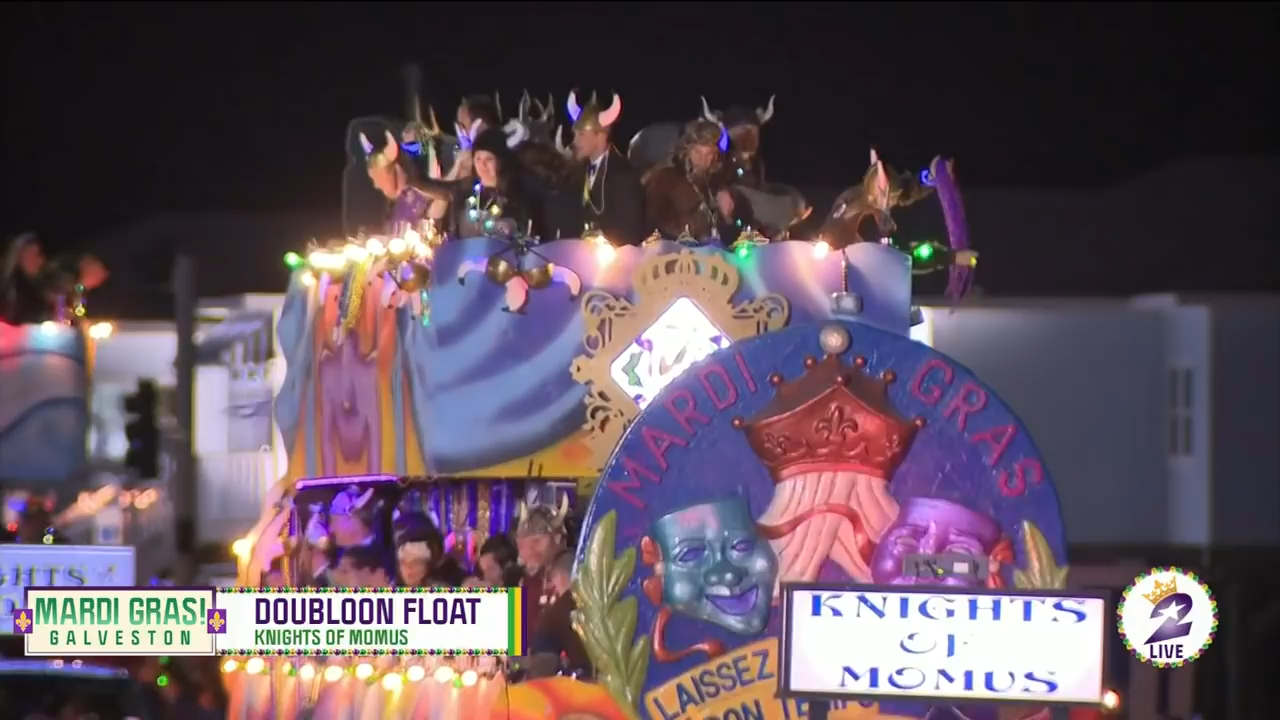 MARDI GRAS
LAISSEZ
KNIGHTS
OF
MOMUS
MARDI GRAS!
GALVESTON
DOUBLOON FLOAT
KNIGHTS OF MOMUS
2
LIVE